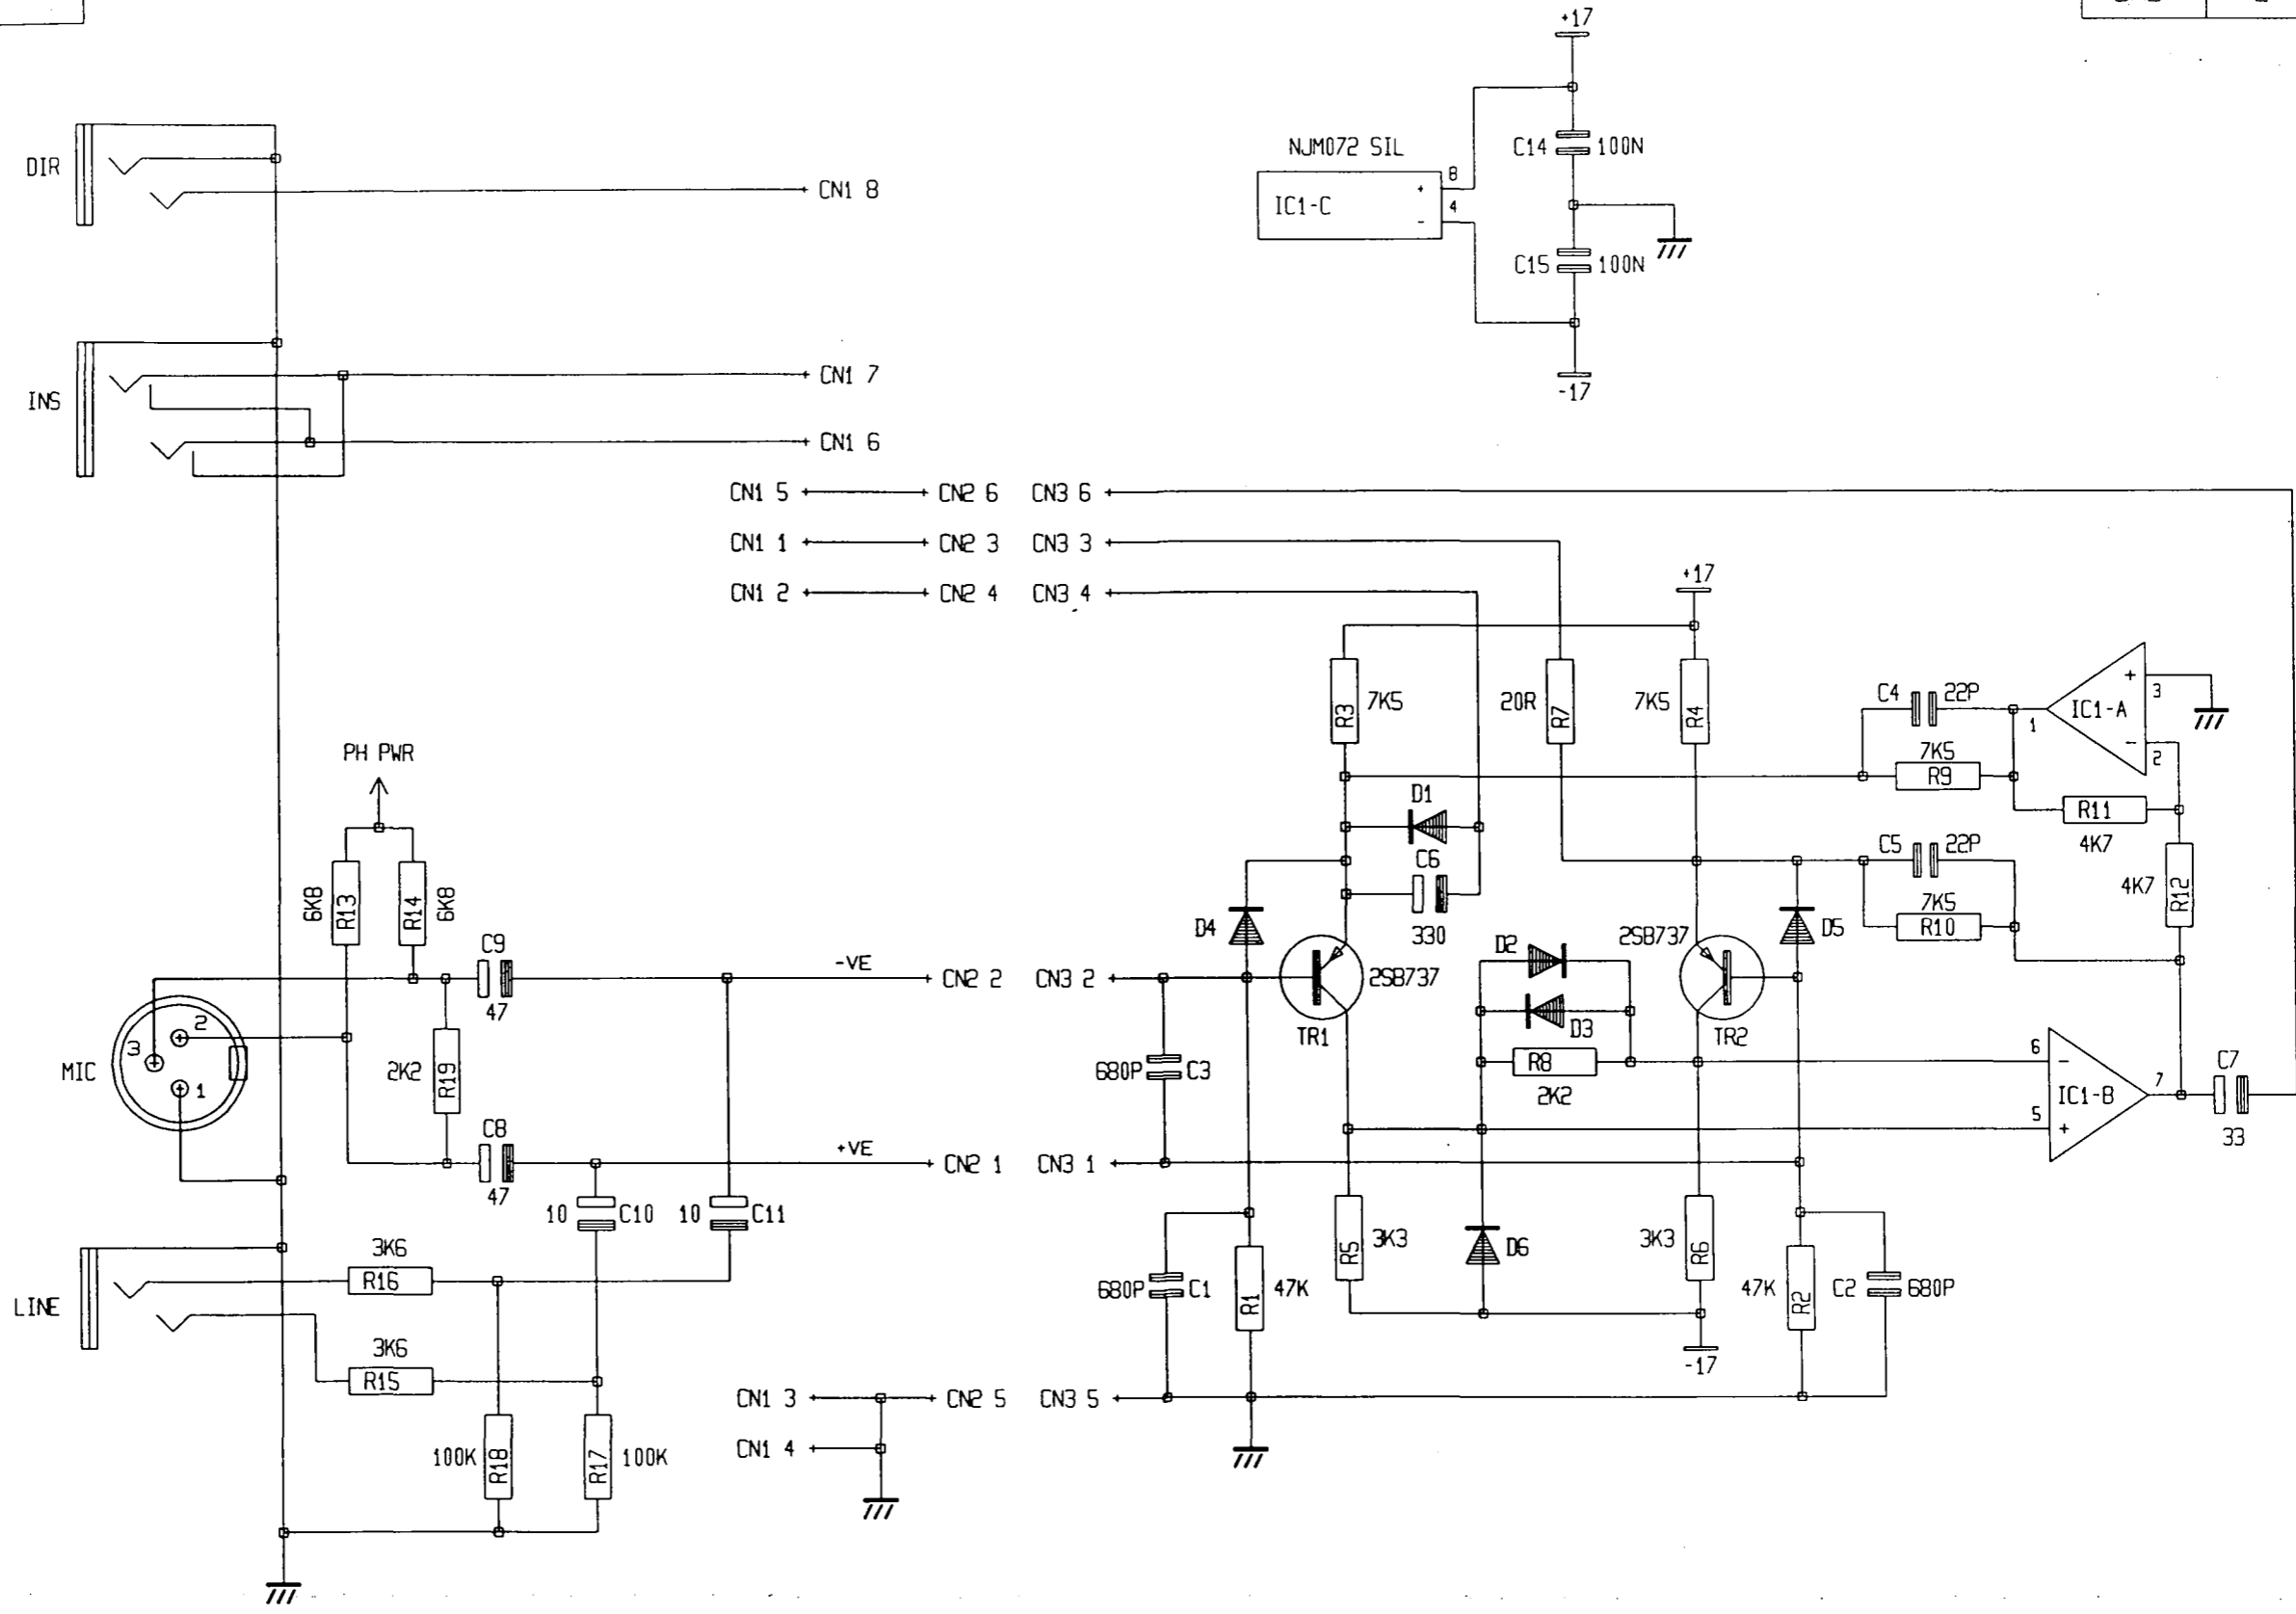 +17
DIR
CN1 8
NJM072 SIL
IC1-C
+
-
8
4
C14
100N
C15
100N
-17
INS
CN1 7
CN1 6
CN1 5
CN2 6
CN3 6
CN1 1
CN2 3
CN3 3
CN1 2
CN2 4
CN3 4
+17
R3
7K5
20R
R7
7K5
R4
C4
22P
1
IC1-A
+
-
3
2
7K5
R9
R11
4K7
C5
22P
4K7
R12
7K5
R10
PH PWR
6K8
R13
R14
6K8
D1
C6
330
D4
D2
D3
2SB737
D5
C9
47
-VE
CN2 2
CN3 2
2SB737
TR1
TR2
MIC
2
3
1
2K2
R19
680P
C3
R8
2K2
6
-
5
+
IC1-B
7
C7
33
C8
47
+VE
CN2 1
CN3 1
10
C10
10
C11
LINE
3K6
R16
3K6
R15
680P
C1
R1
47K
R5
3K3
D6
3K3
R6
-17
47K
R2
C2
680P
CN1 3
CN2 5
CN3 5
CN1 4
100K
R18
R17
100K